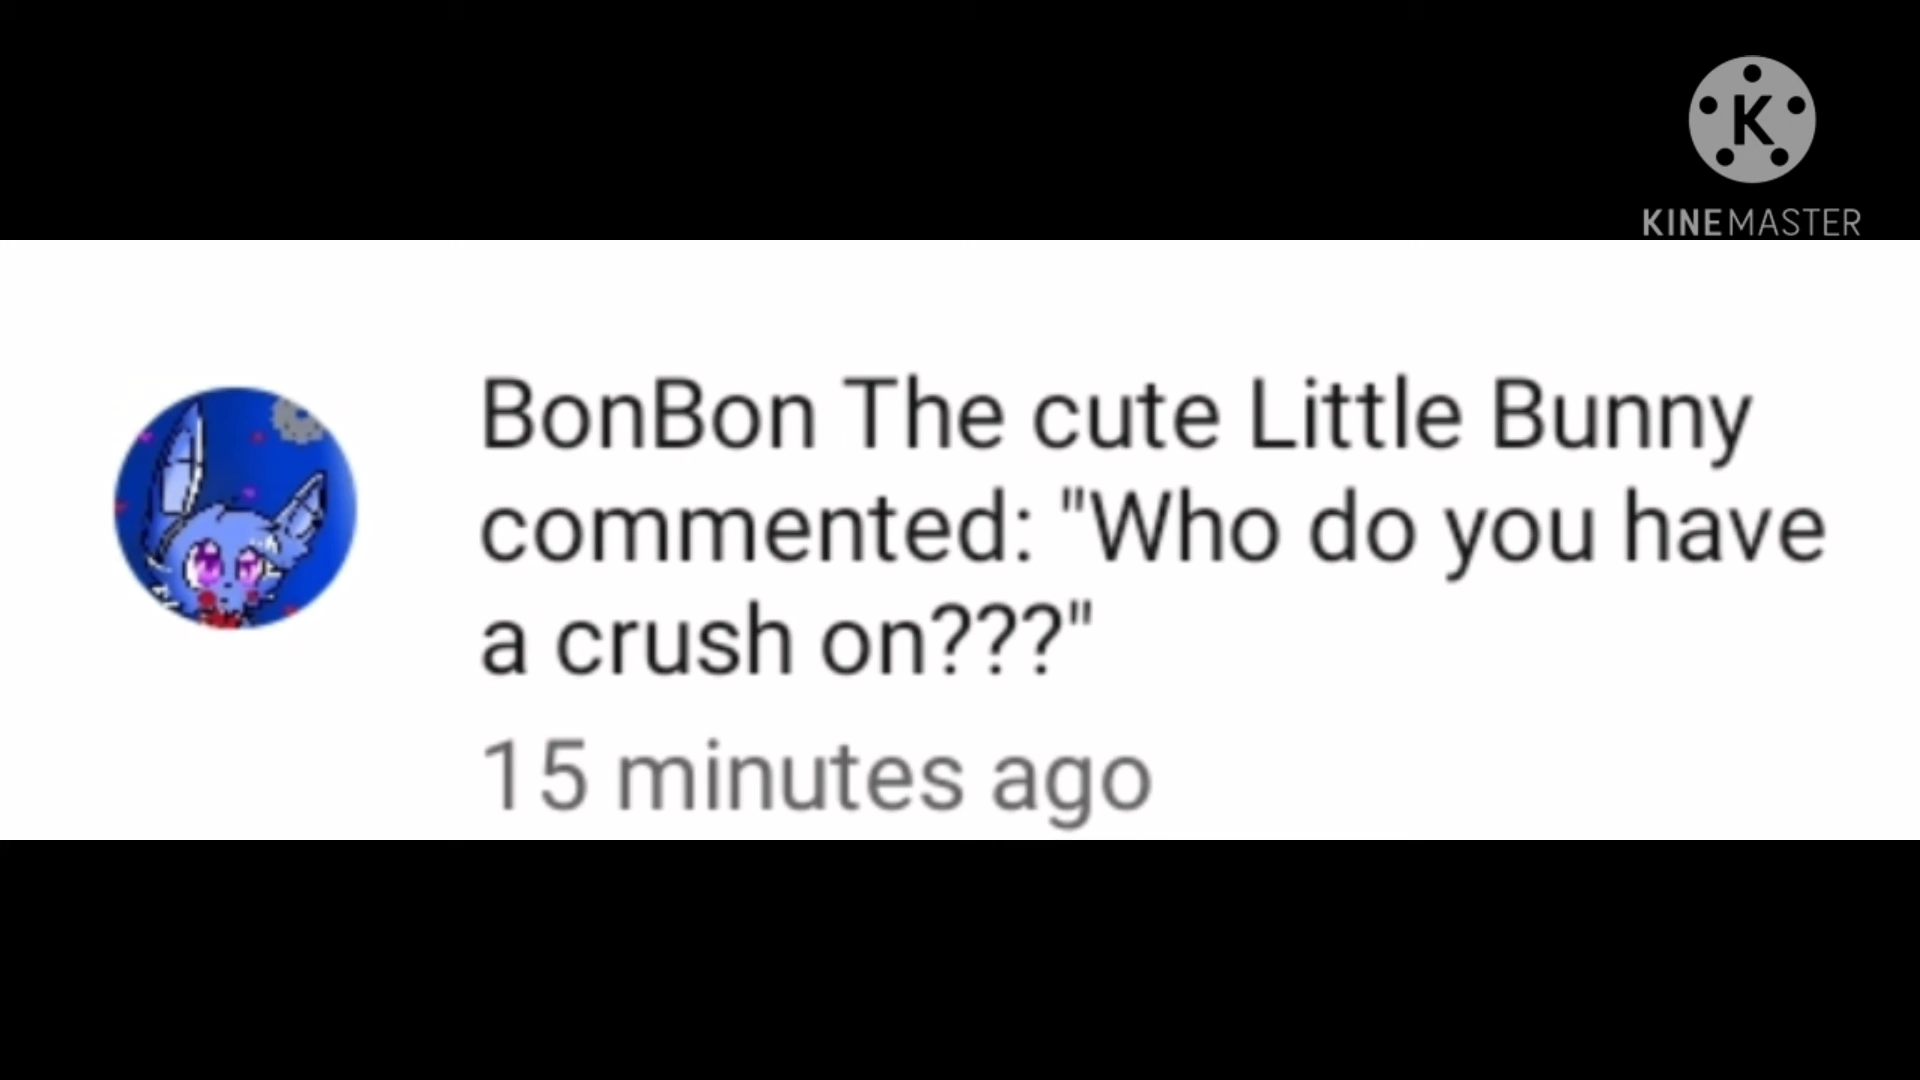 K
KINEMASTER
BonBon The cute Little Bunny
commented: "Who do you have
a crush on???"
15 minutes ago